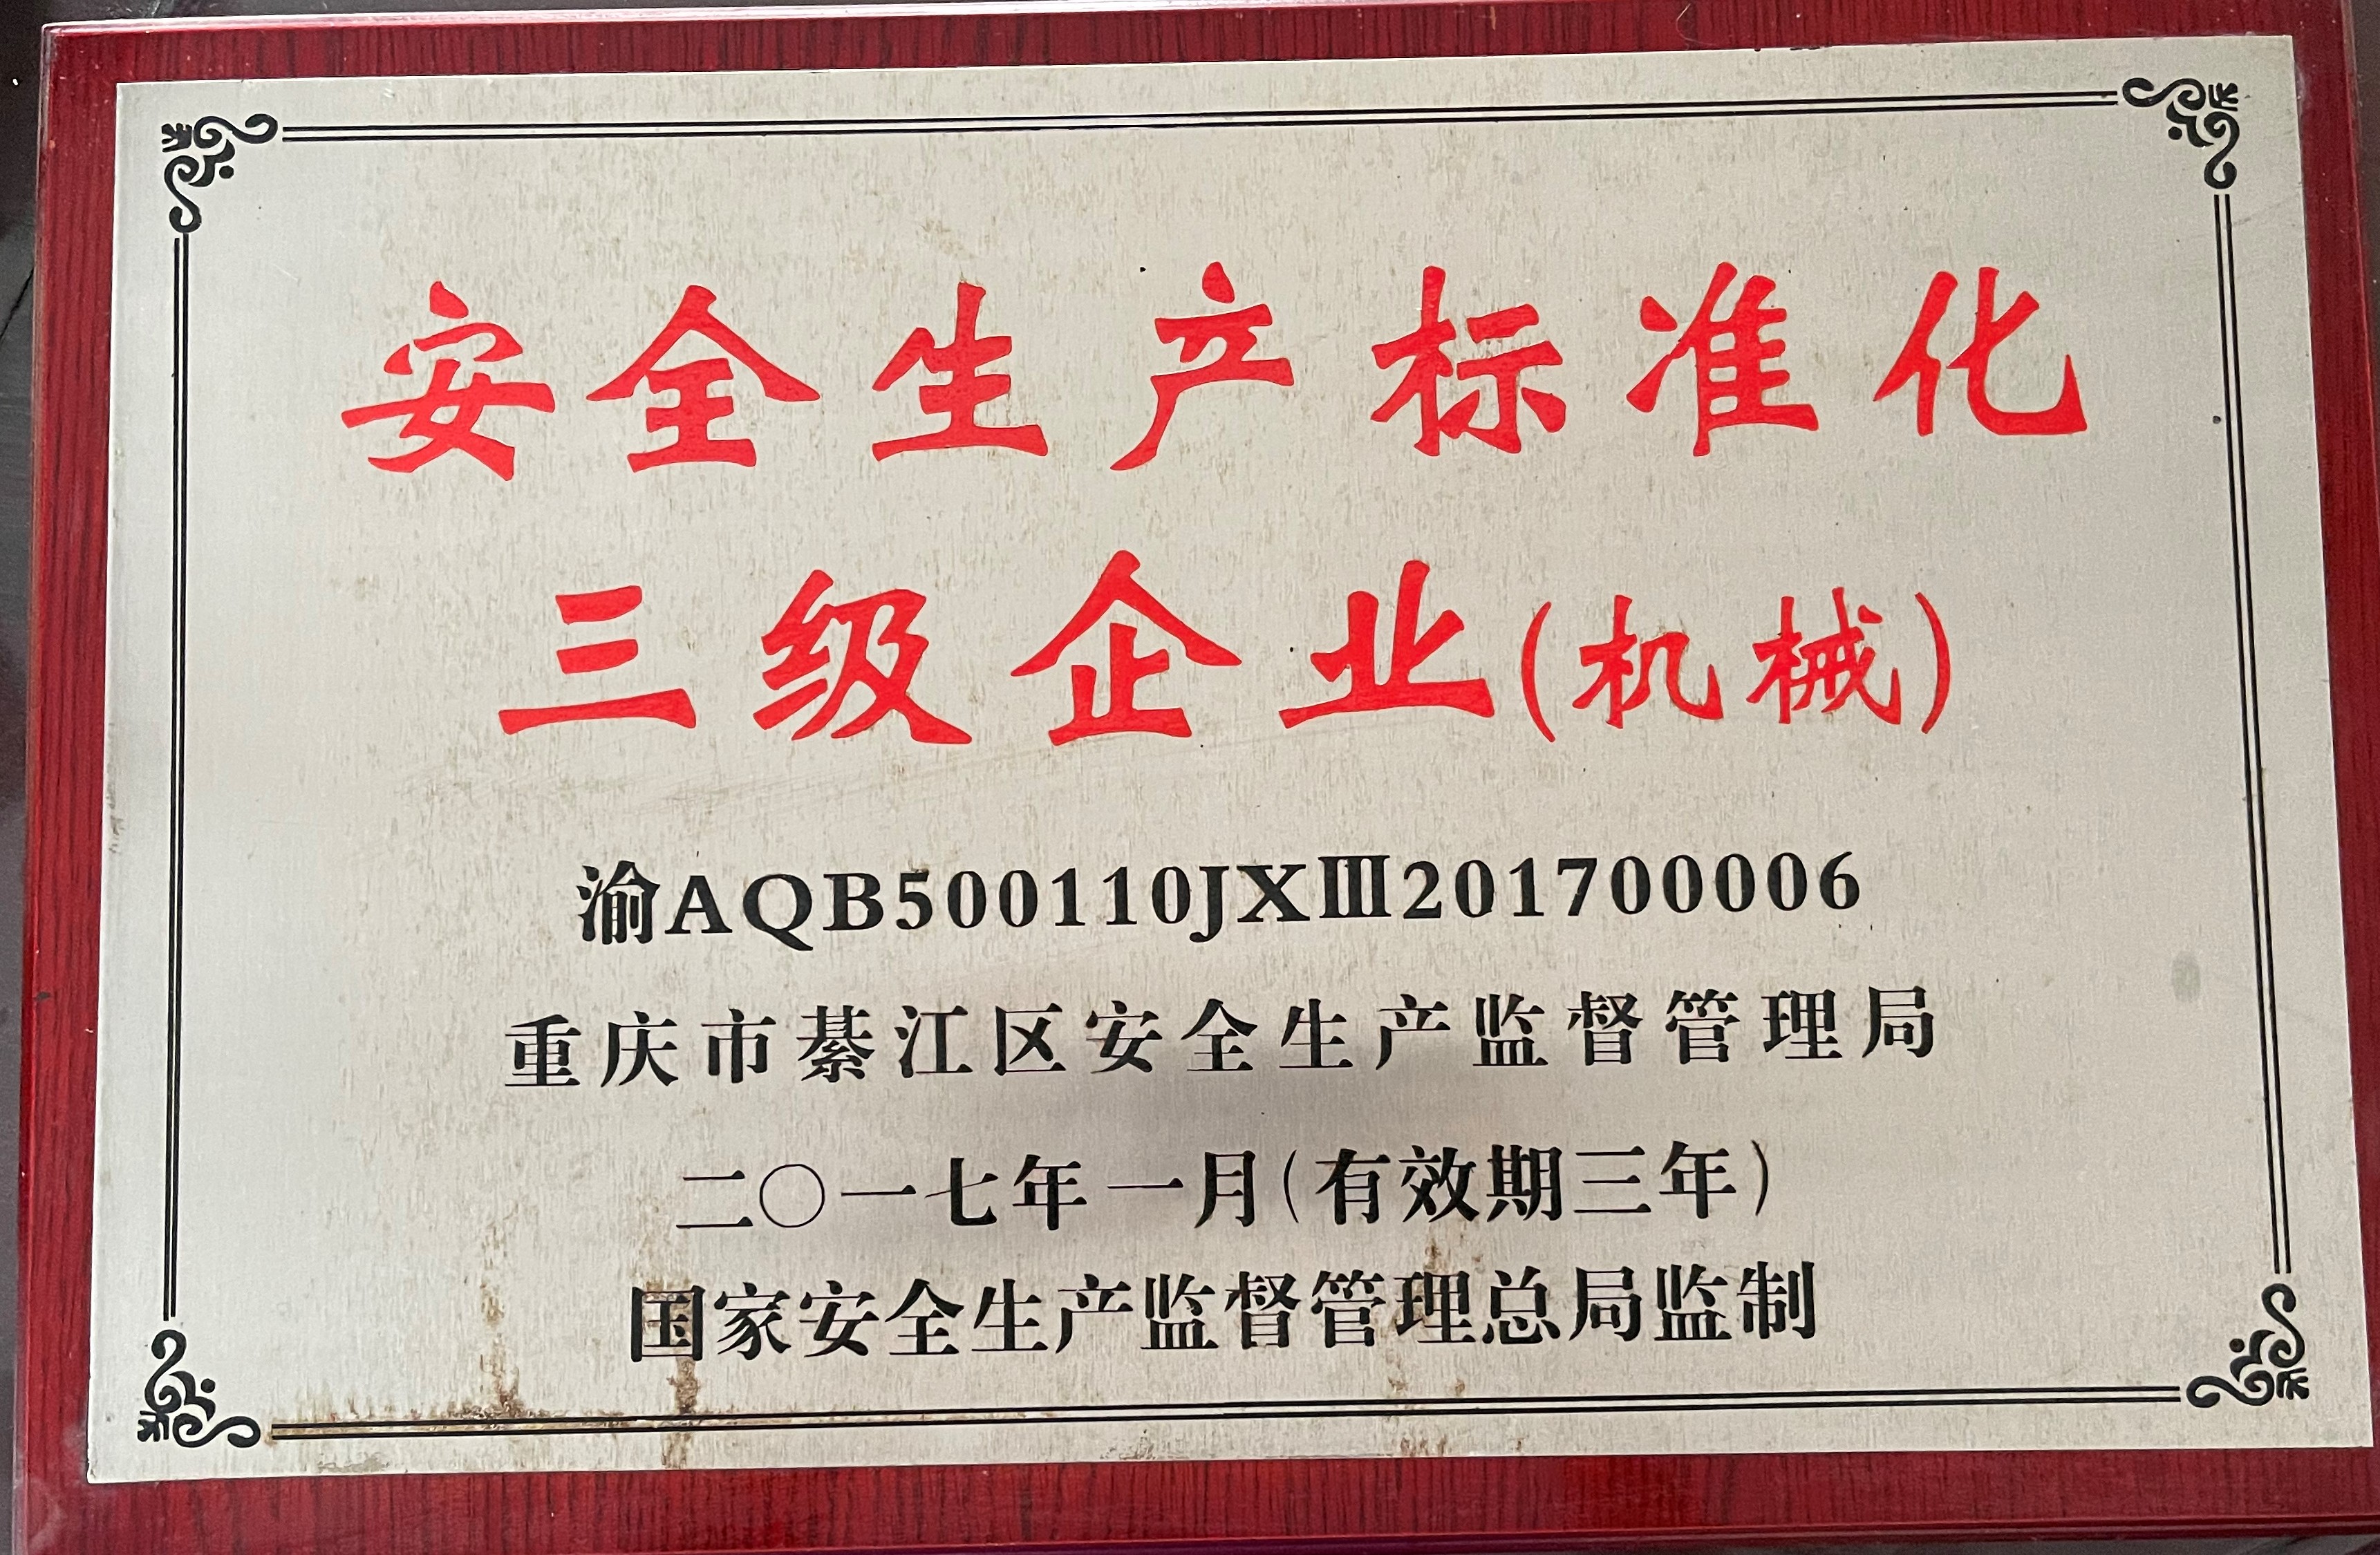 安全生产标准化
三级企业(机械)
渝AQB500110JXⅢ201700006
重庆市綦江区安全生产监督管理局
二〇一七年一月(有效期三年)
国家安全生产监督管理总局监制